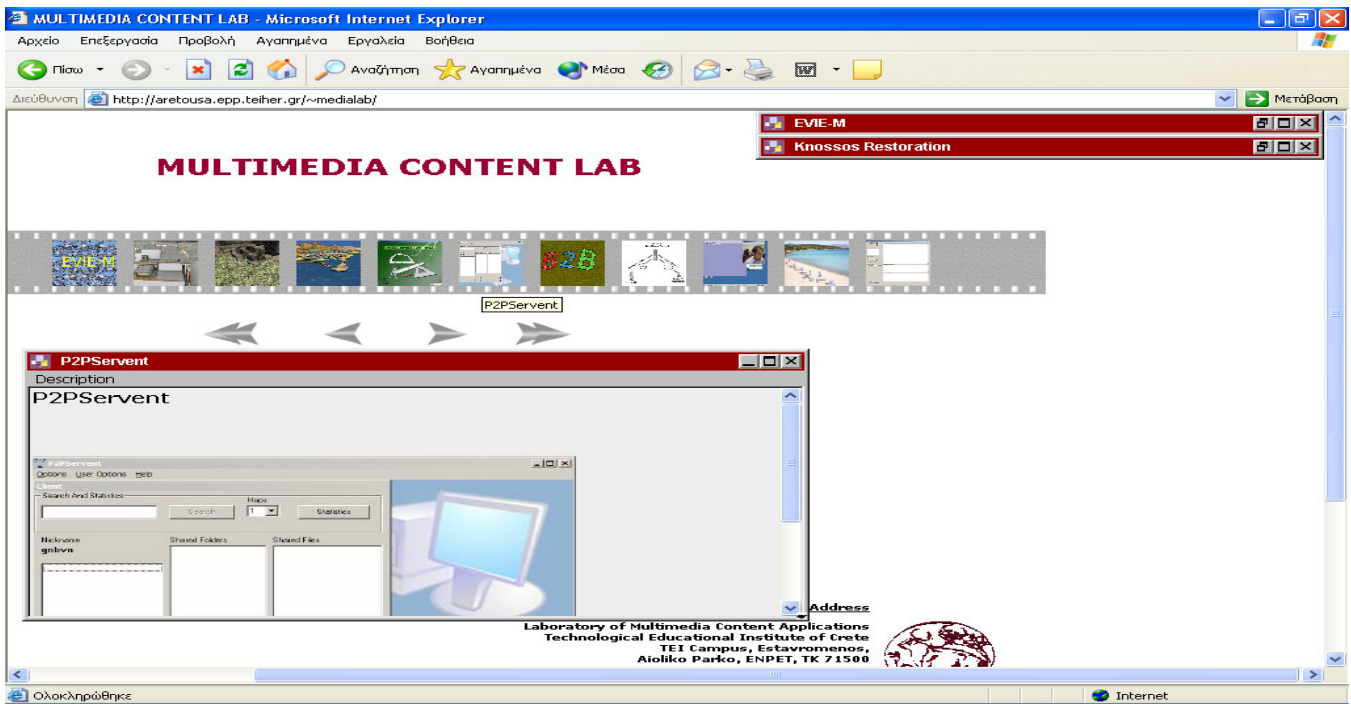 MULTIMEDIA CONTENT LAB - Microsoft Internet Explorer
Αρχείο Επεξεργασία Προβολή Αγαπημένα Εργαλεία Βοήθεια
Πίσω Αναζήτηση Αγαπημένα Μέσα
Διεύθυνση http://aretousa.epp.teiher.gr/~medialab/ Μετάβαση
EVIE-M
Knossos Restoration
MULTIMEDIA CONTENT LAB
EVIE-M
B2B
P2PServent
P2PServent
Description
P2PServent
P2PServent
Options User Options Help
Client
Search And Statistics
Hops
Search 1 Statistics
Nickname Shared Folders Shared Files
gnbvn
Address
Laboratory of Multimedia Content Applications
Technological Educational Institute of Crete
TEI Campus, Estavromenos,
Aioliko Parko, ENPET, TK 71500
Ολοκληρώθηκε Internet